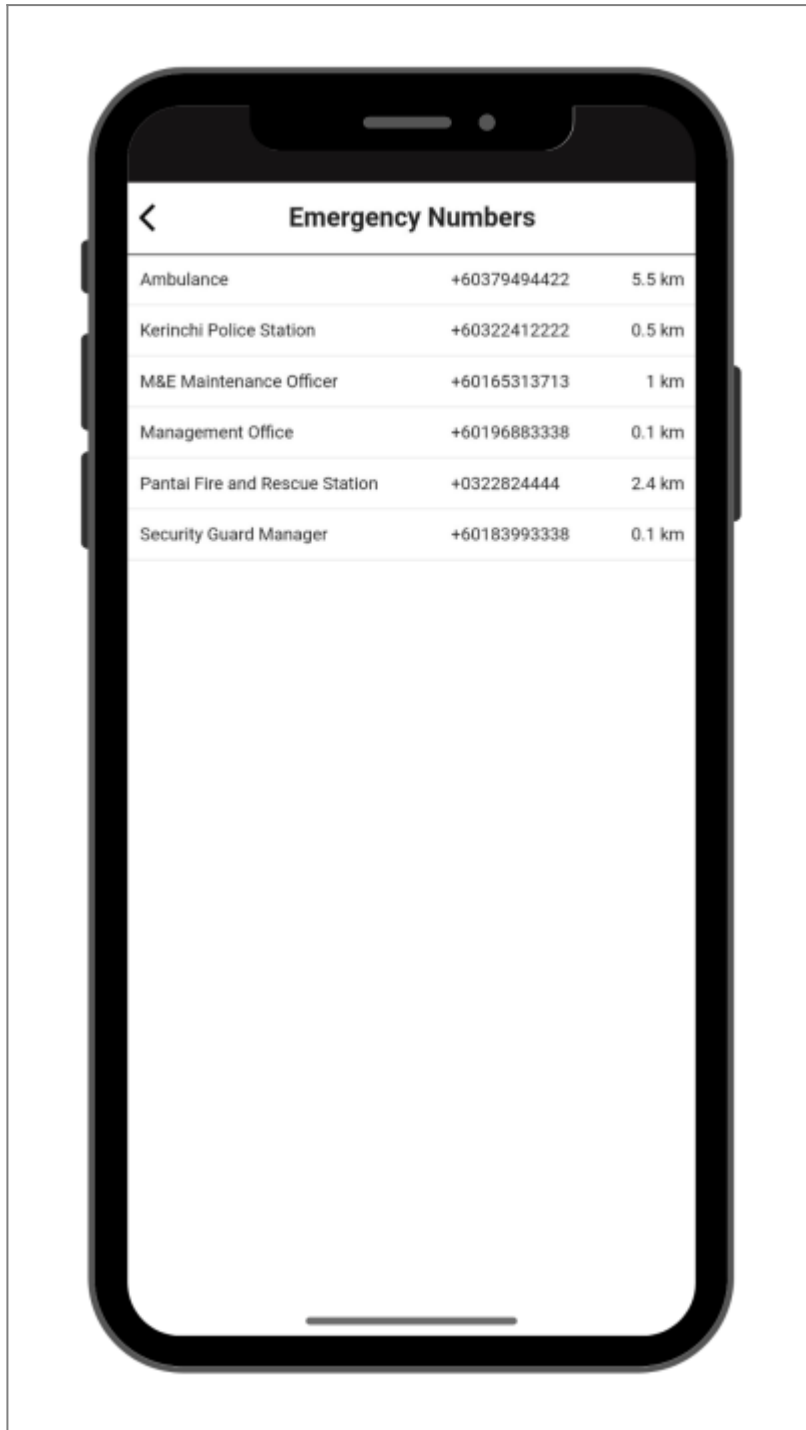 Emergency Numbers
Ambulance +60379494422 5.5 km
Kerinchi Police Station +60322412222 0.5 km
M&E Maintenance Officer +60165313713 1 km
Management Office +60196883338 0.1 km
Pantai Fire and Rescue Station +0322824444 2.4 km
Security Guard Manager +60183993338 0.1 km